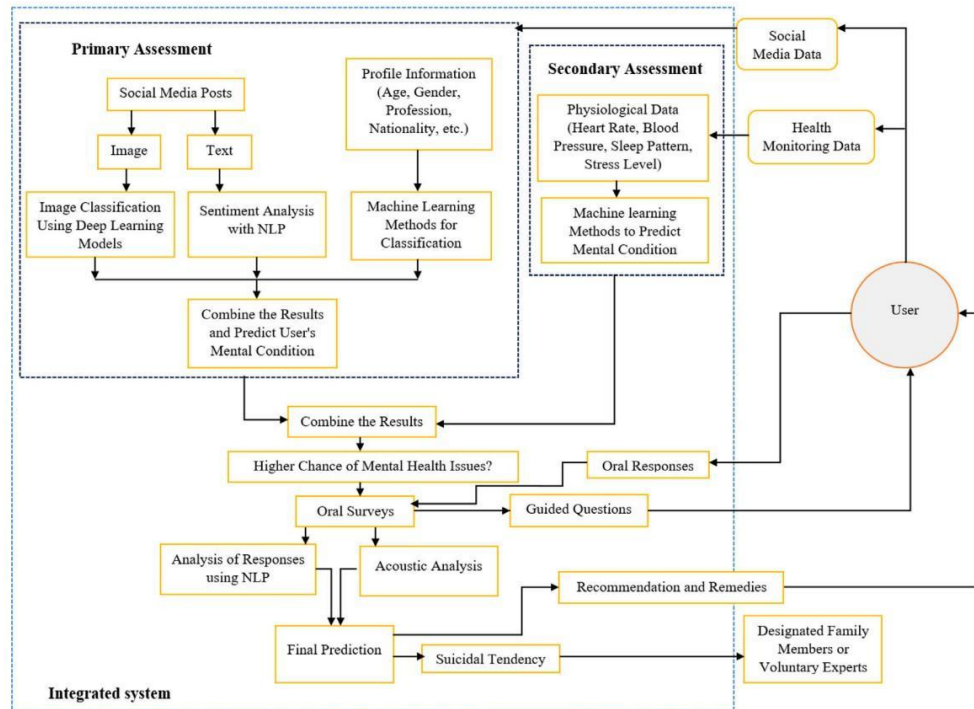 Primary Assessment
Social Media Posts
Image
Text
Image Classification
Using Deep Learning
Models
Sentiment Analysis
with NLP
Profile Information
(Age, Gender,
Profession,
Nationality, etc.)
Machine Learning
Methods for
Classification
Combine the Results
and Predict User's
Mental Condition
Secondary Assessment
Physiological Data
(Heart Rate, Blood
Pressure, Sleep Pattern,
Stress Level)
Machine learning
Methods to Predict
Mental Condition
Social
Media Data
Health
Monitoring Data
User
Combine the Results
Higher Chance of Mental Health Issues?
Oral Responses
Oral Surveys
Guided Questions
Analysis of Responses
using NLP
Acoustic Analysis
Recommendation and Remedies
Final Prediction
Suicidal Tendency
Designated Family
Members or
Voluntary Experts
Integrated system